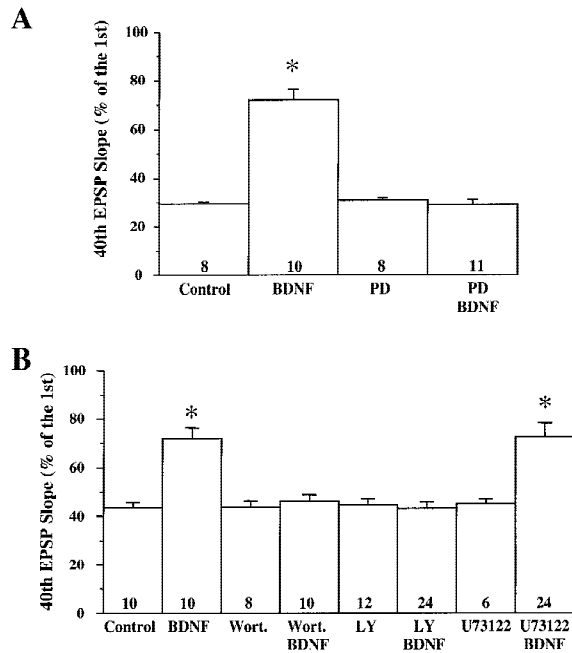 A
40th EPSP Slope (% of the 1st)
100
80
60
40
20
0
*
8 10 8 11
Control BDNF PD PD
BDNF
B
40th EPSP Slope (% of the 1st)
100
80
60
40
20
0
* *
10 10 8 10 12 24 6 24
Control BDNF Wort. Wort. LY LY U73122 U73122
BDNF BDNF BDNF